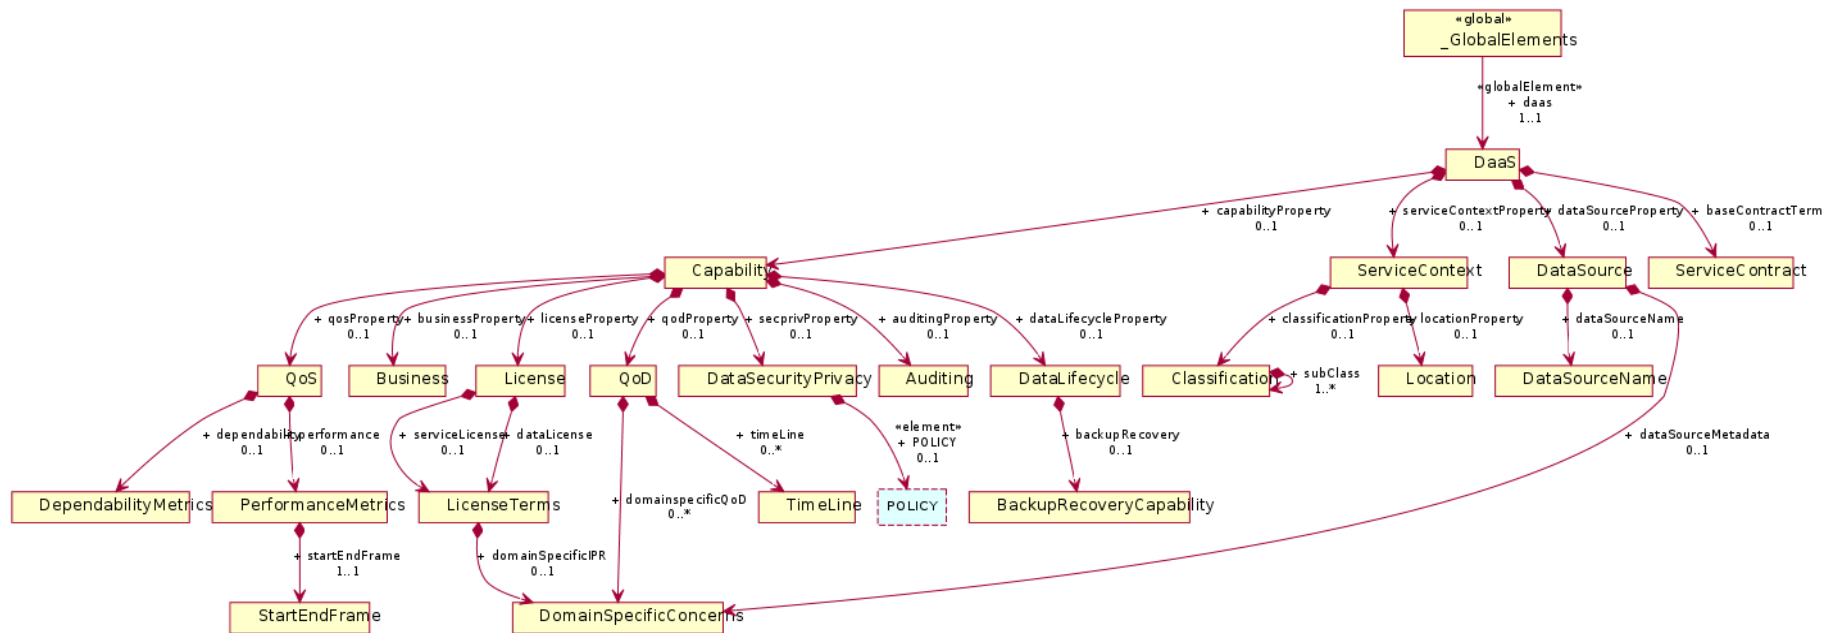 «global»
_GlobalElements
«globalElement»
+ daas
1..1
DaaS
+ capabilityProperty
0..1
+ serviceContextProperty
0..1
+ dataSourceProperty
0..1
+ baseContractTerm
0..1
Capability
ServiceContext
DataSource
ServiceContract
+ qosProperty
0..1
+ businessProperty
0..1
+ licenseProperty
0..1
+ qodProperty
0..1
+ secprivProperty
0..1
+ auditingProperty
0..1
+ dataLifecycleProperty
0..1
+ classificationProperty
0..1
+ locationProperty
0..1
+ dataSourceName
0..1
QoS
Business
License
QoD
DataSecurityPrivacy
Auditing
DataLifecycle
Classification
+ subClass
1..*
Location
DataSourceName
+ dependability
0..1
+ performance
0..1
+ serviceLicense
0..1
+ dataLicense
0..1
+ timeLine
0..*
«element»
+ POLICY
0..1
+ backupRecovery
0..1
+ dataSourceMetadata
0..1
DependabilityMetrics
PerformanceMetrics
LicenseTerms
+ domainspecificQoD
0..*
TimeLine
POLICY
BackupRecoveryCapability
+ startEndFrame
1..1
+ domainSpecificIPR
0..1
StartEndFrame
DomainSpecificConcerns